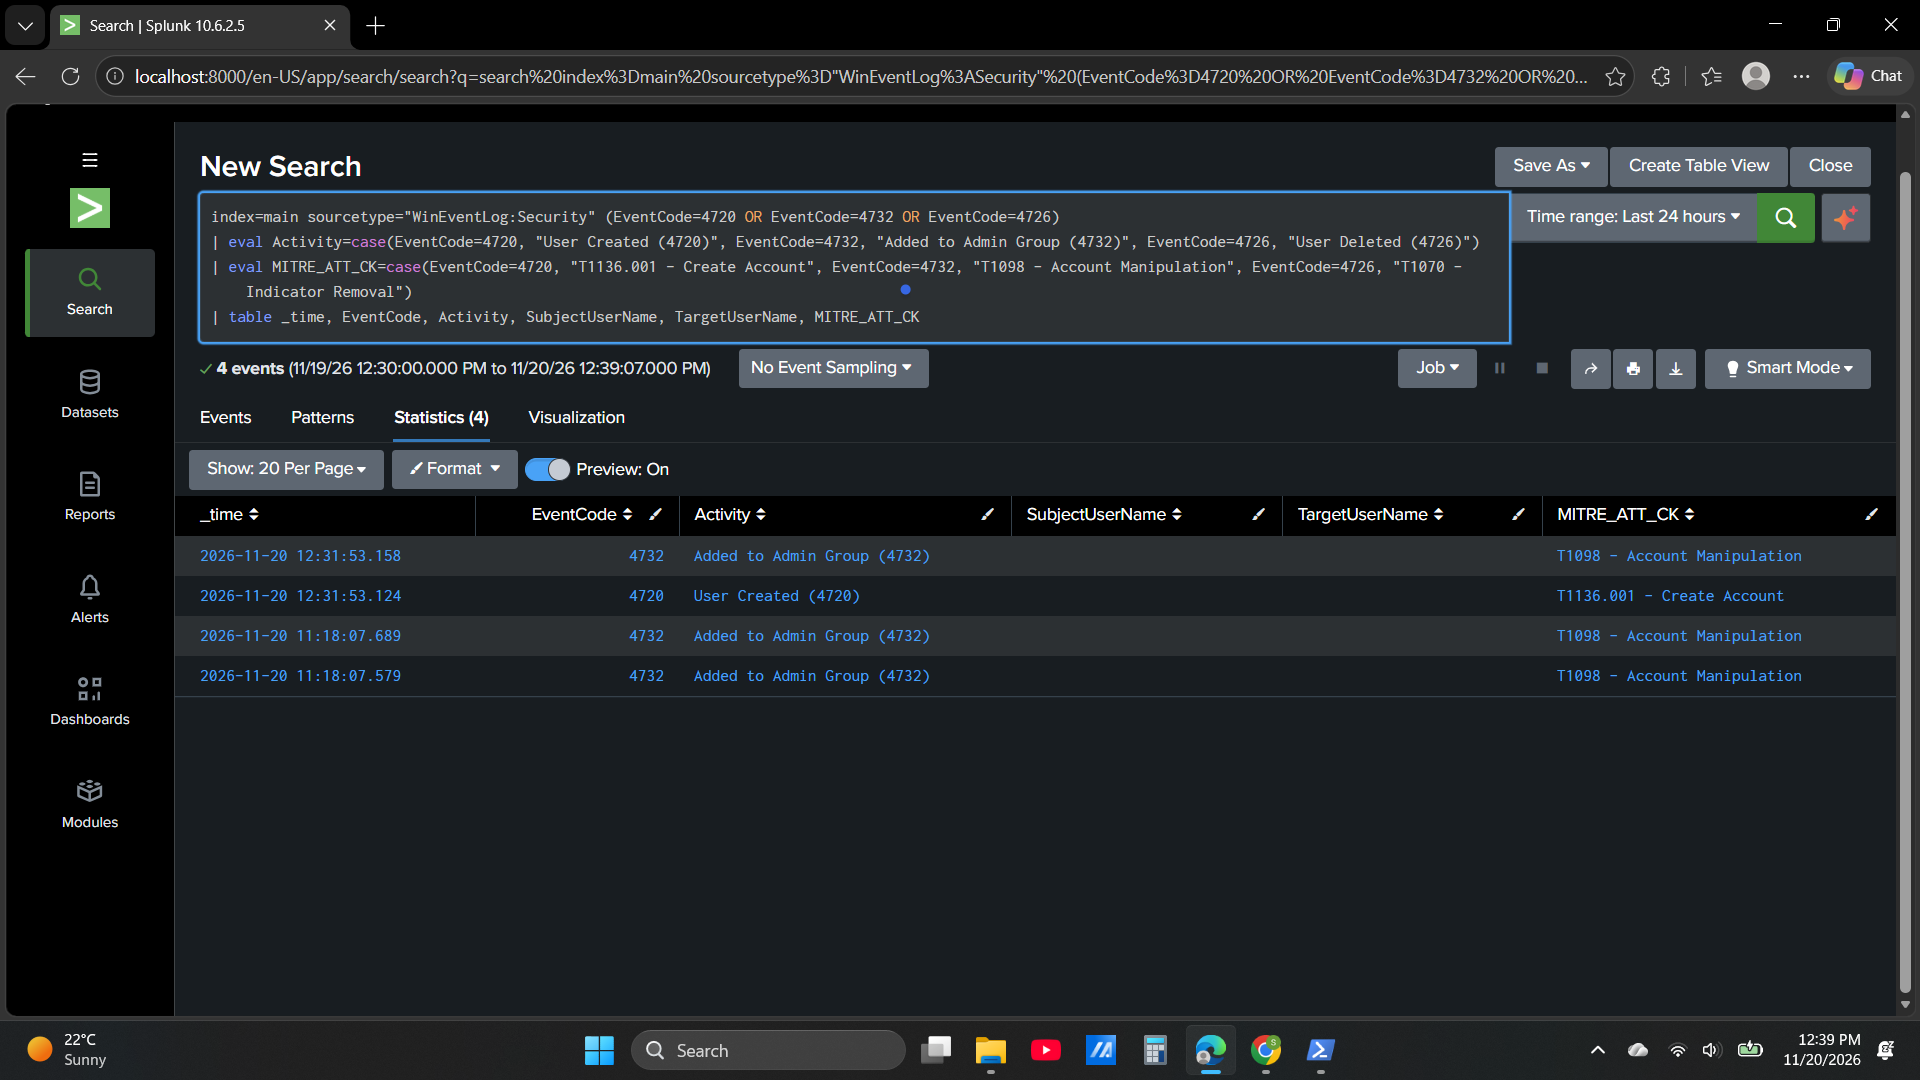 Search | Splunk 10.6.2.5
localhost:8000/en-US/app/search/search?q=search%20index%3Dmain%20sourcetype%3D"WinEventLog%3ASecurity"%20(EventCode%3D4720%20OR%20EventCode%3D4732%20OR%20...
Chat
New Search
Save As
Create Table View
Close
index=main sourcetype="WinEventLog:Security" (EventCode=4720 OR EventCode=4732 OR EventCode=4726)
| eval Activity=case(EventCode=4720, "User Created (4720)", EventCode=4732, "Added to Admin Group (4732)", EventCode=4726, "User Deleted (4726)")
| eval MITRE_ATT_CK=case(EventCode=4720, "T1136.001 - Create Account", EventCode=4732, "T1098 - Account Manipulation", EventCode=4726, "T1070 -
Indicator Removal")
| table _time, EventCode, Activity, SubjectUserName, TargetUserName, MITRE_ATT_CK
Time range: Last 24 hours
Search
Datasets
Reports
Alerts
Dashboards
Modules
4 events (11/19/26 12:30:00.000 PM to 11/20/26 12:39:07.000 PM)
No Event Sampling
Job
Smart Mode
Events
Patterns
Statistics (4)
Visualization
Show: 20 Per Page
Format
Preview: On
_time EventCode Activity SubjectUserName TargetUserName MITRE_ATT_CK
2026-11-20 12:31:53.158 4732 Added to Admin Group (4732) T1098 - Account Manipulation
2026-11-20 12:31:53.124 4720 User Created (4720) T1136.001 - Create Account
2026-11-20 11:18:07.689 4732 Added to Admin Group (4732) T1098 - Account Manipulation
2026-11-20 11:18:07.579 4732 Added to Admin Group (4732) T1098 - Account Manipulation
22°C
Sunny
Search
12:39 PM
11/20/2026